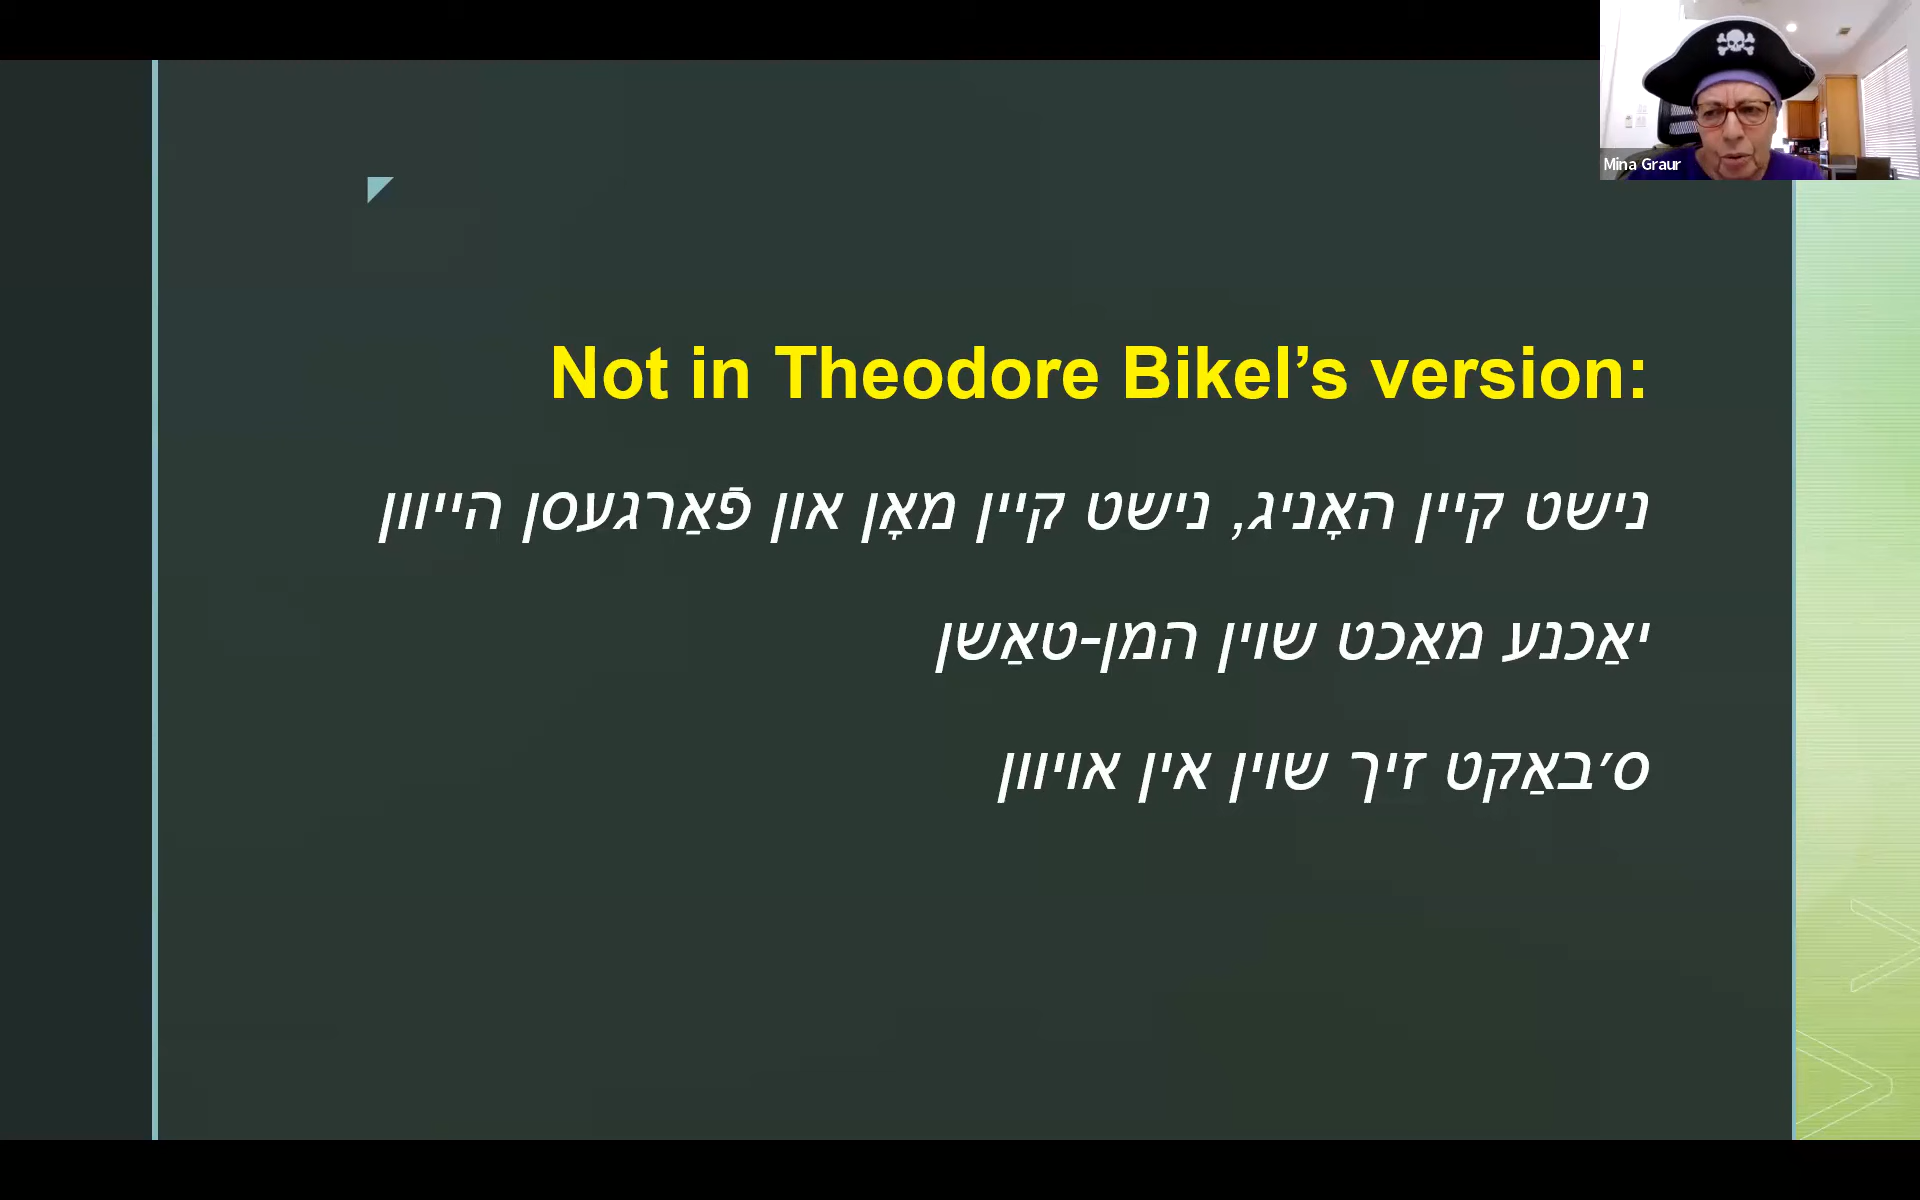 Mina Graur
Not in Theodore Bikel’s version:
נישט קיין האָניג, נישט קיין מאָן און פֿאַרגעסן הייוון
יאַכנע מאַכט שוין המן-טאַשן
ס׳באַקט זיך שוין אין אויוון